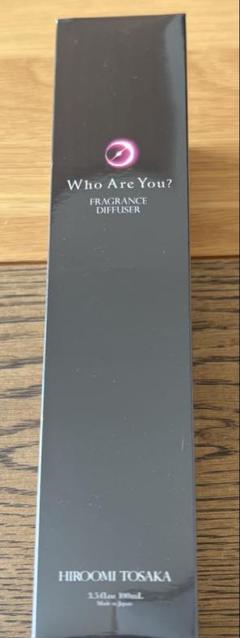 Who Are You?
FRAGRANCE
DIFFUSER
HIROOMI TOSAKA
3.5 fl.oz 100mL
Made in Japan